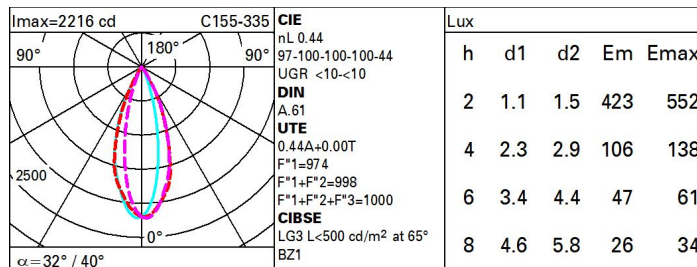 Imax=2216 cd C155-335
90° 180° 90°
2500
0°
α=32° / 40°
CIE
nL 0.44
97-100-100-100-44
UGR <10-<10
DIN
A.61
UTE
0.44A+0.00T
F"1=974
F"1+F"2=998
F"1+F"2+F"3=1000
CIBSE
LG3 L<500 cd/m² at 65°
BZ1
Lux
h d1 d2 Em Emax
2 1.1 1.5 423 552
4 2.3 2.9 106 138
6 3.4 4.4 47 61
8 4.6 5.8 26 34